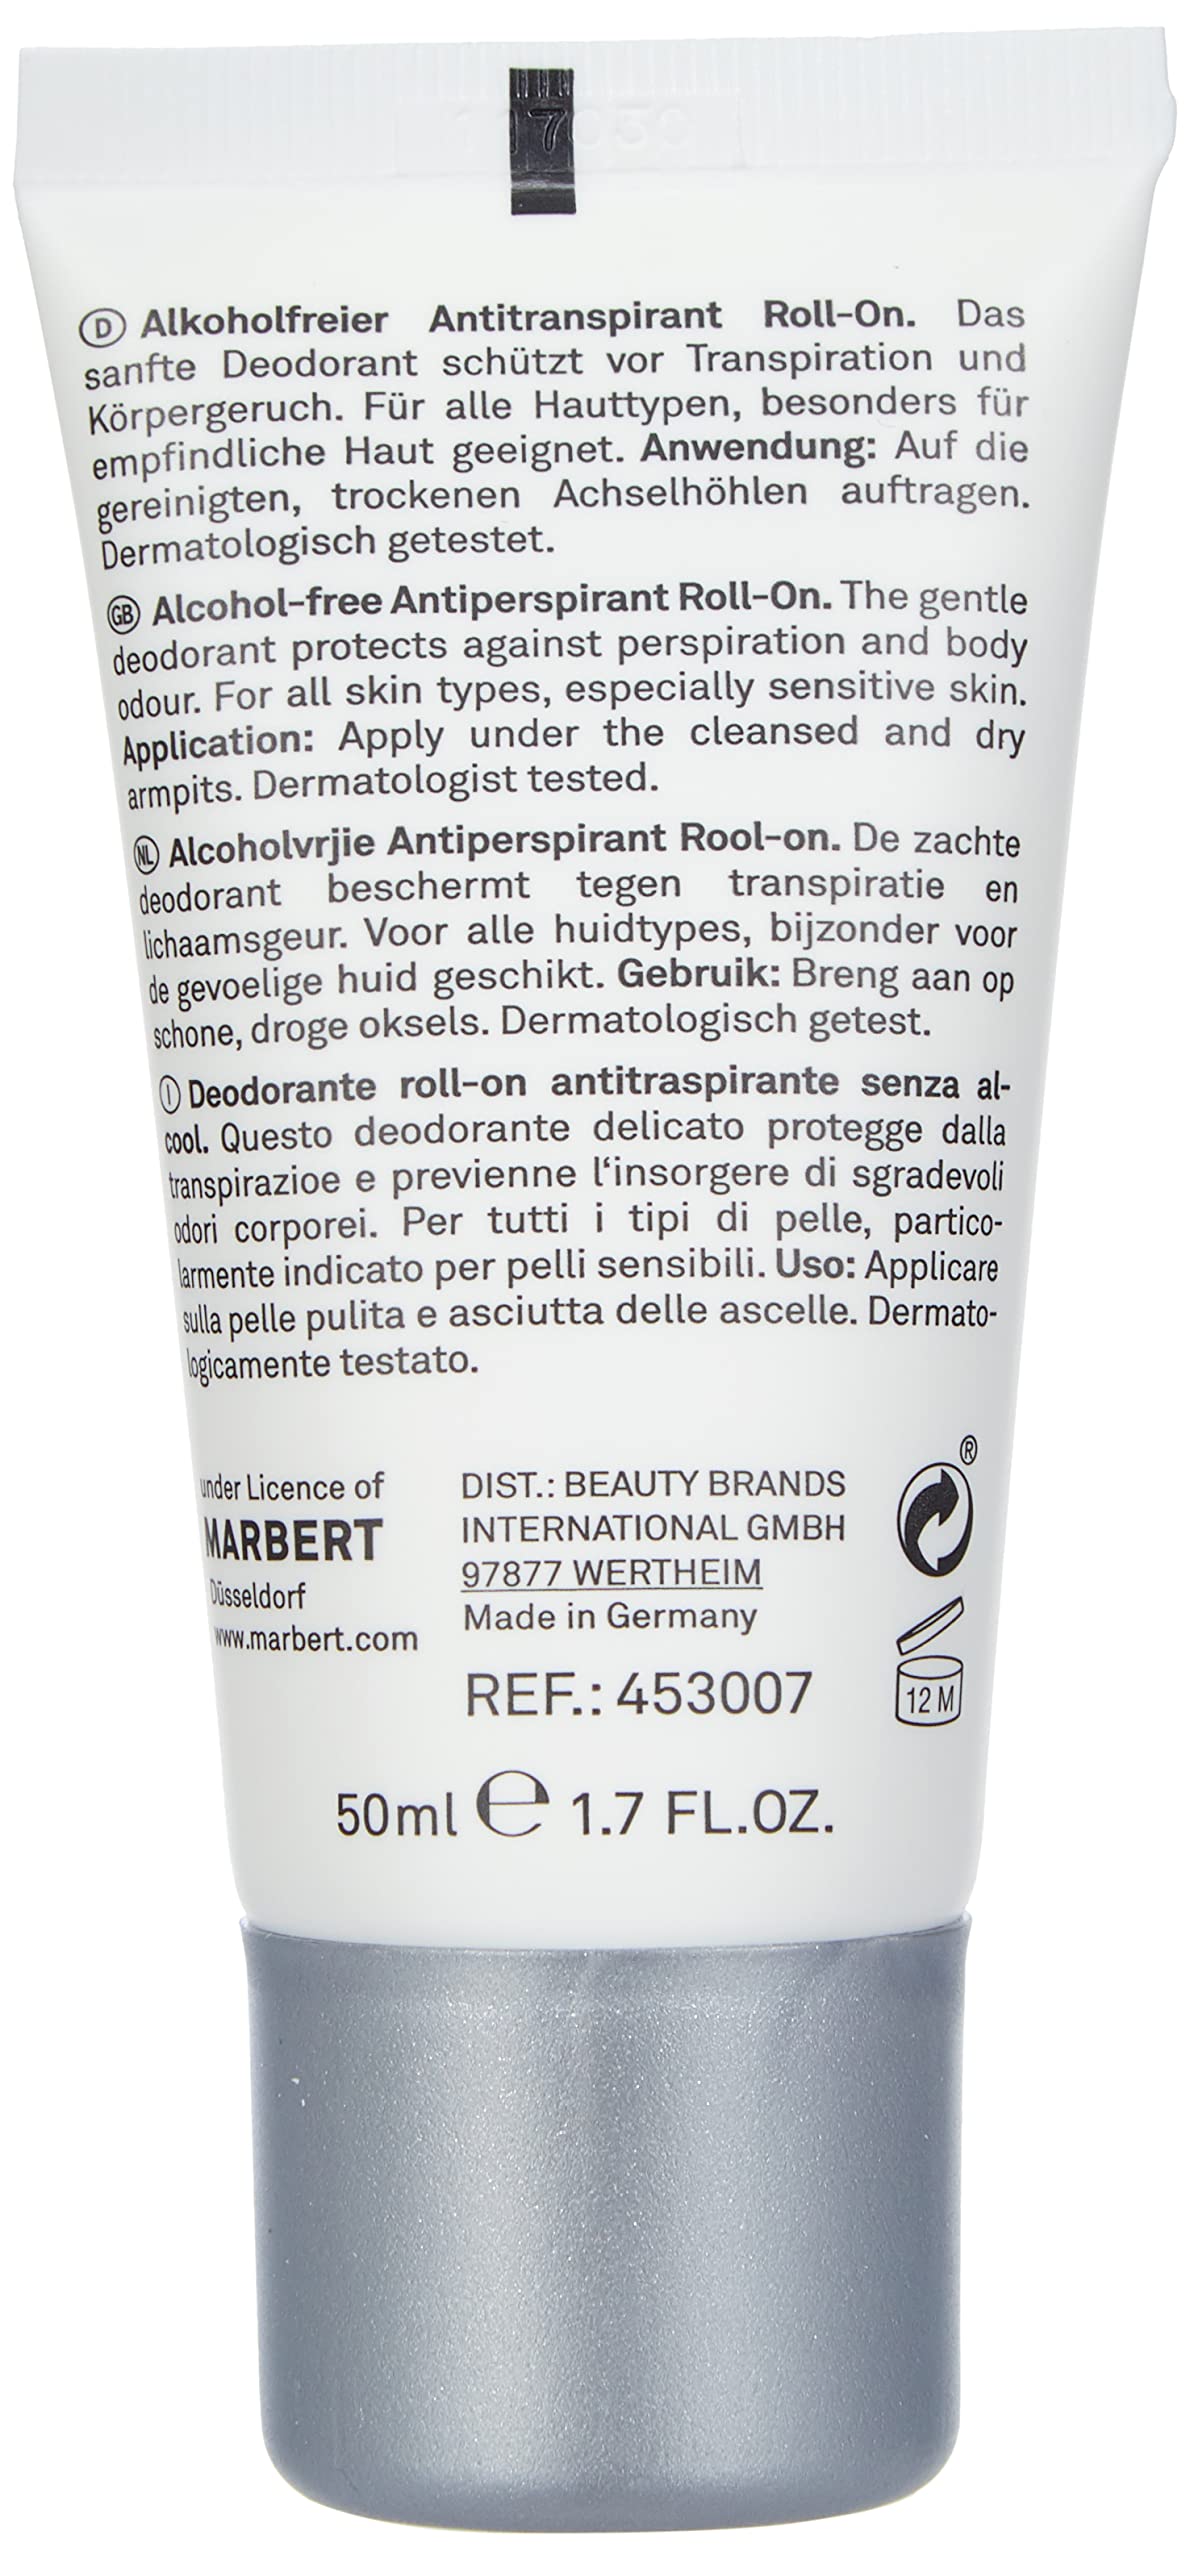 117030
D Alkoholfreier Antitranspirant Roll-On. Das
sanfte Deodorant schützt vor Transpiration und
Körpergeruch. Für alle Hauttypen, besonders für
empfindliche Haut geeignet. Anwendung: Auf die
gereinigten, trockenen Achselhöhlen auftragen.
Dermatologisch getestet.
GB Alcohol-free Antiperspirant Roll-On. The gentle
deodorant protects against perspiration and body
odour. For all skin types, especially sensitive skin.
Application: Apply under the cleansed and dry
armpits. Dermatologist tested.
NL Alcoholvrjie Antiperspirant Rool-on. De zachte
deodorant beschermt tegen transpiratie en
lichaamsgeur. Voor alle huidtypes, bijzonder voor
de gevoelige huid geschikt. Gebruik: Breng aan op
schone, droge oksels. Dermatologisch getest.
I Deodorante roll-on antitraspirante senza al-
cool. Questo deodorante delicato protegge dalla
transpirazioe e previenne l‘insorgere di sgradevoli
odori corporei. Per tutti i tipi di pelle, partico-
larmente indicato per pelli sensibili. Uso: Applicare
sulla pelle pulita e asciutta delle ascelle. Dermato-
logicamente testato.
under Licence of
MARBERT
Düsseldorf
www.marbert.com
DIST.: BEAUTY BRANDS
INTERNATIONAL GMBH
97877 WERTHEIM
Made in Germany
REF.: 453007
®
12 M
50ml e 1.7 FL.OZ.